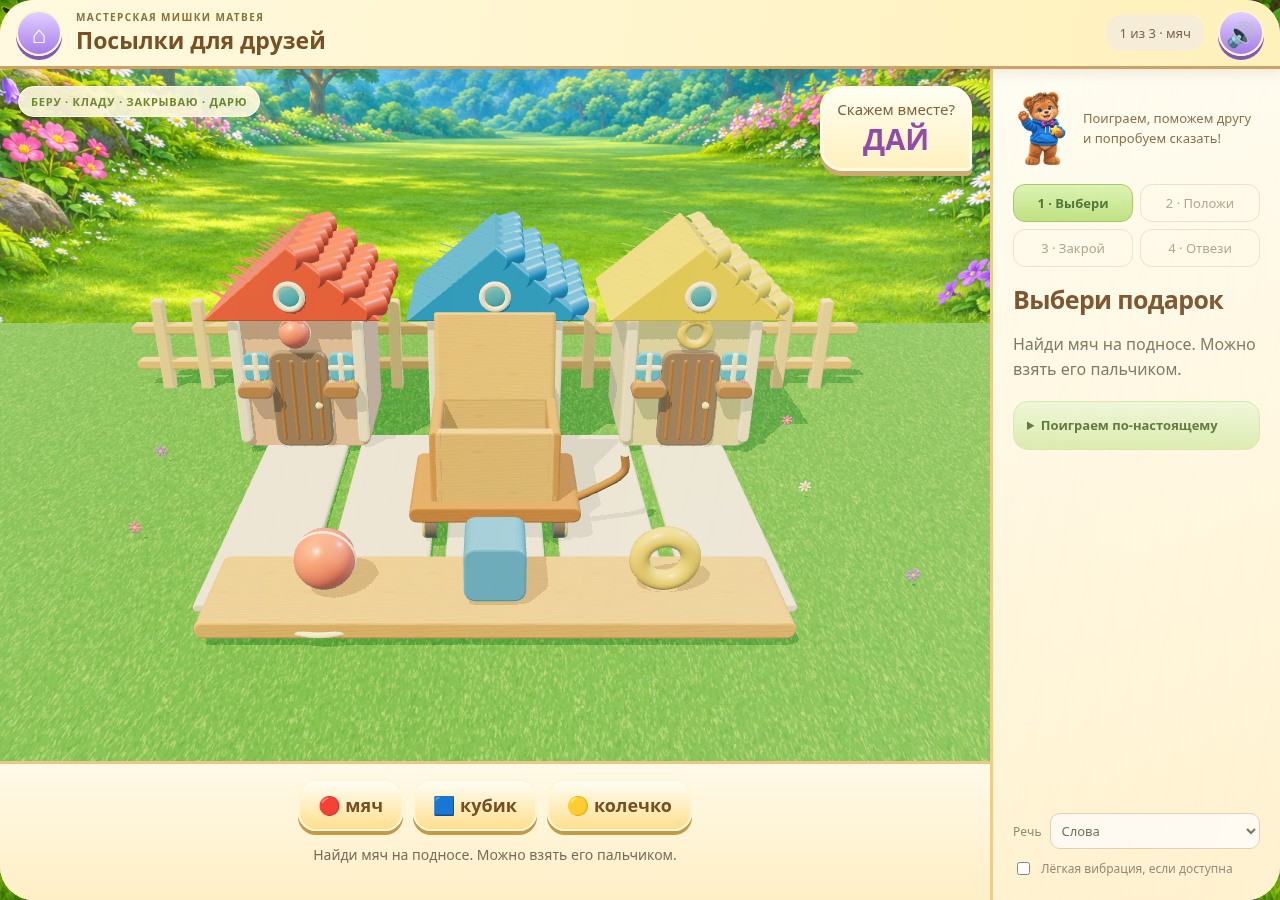 МАСТЕРСКАЯ МИШКИ МАТВЕЯ
Посылки для друзей
1 из 3 · мяч
БЕРУ · КЛАДУ · ЗАКРЫВАЮ · ДАРЮ
Скажем вместе?
ДАЙ
Поиграем, поможем другу
и попробуем сказать!
1 · Выбери
2 · Положи
3 · Закрой
4 · Отвези
Выбери подарок
Найди мяч на подносе. Можно
взять его пальчиком.
Поиграем по-настоящему
мяч
кубик
колечко
Найди мяч на подносе. Можно взять его пальчиком.
Речь
Слова
Лёгкая вибрация, если доступна